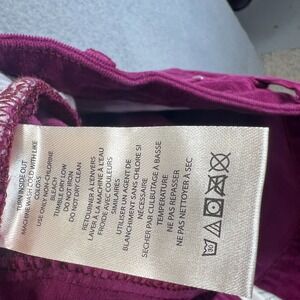 TURN INSIDE OUT
MACHINE WASH COLD WITH LIKE
COLORS
USE ONLY NON-CHLORINE
BLEACH
TUMBLE DRY LOW
DO NOT IRON
DO NOT DRY CLEAN
RETOURNER À L'ENVERS
LAVER À LA MACHINE À L'EAU
FROIDE AVEC COULEURS
SIMILAIRES
UTILISER UN AGENT DE
BLANCHIMENT SANS CHLORE SI
NÉCESSAIRE
SÉCHER PAR CULBUTAGE À BASSE
TEMPÉRATURE
NE PAS REPASSER
NE PAS NETTOYER À SEC
30